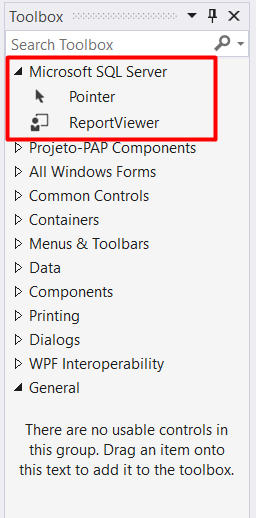 Toolbox
Search Toolbox
Microsoft SQL Server
Pointer
ReportViewer
Projeto-PAP Components
All Windows Forms
Common Controls
Containers
Menus & Toolbars
Data
Components
Printing
Dialogs
WPF Interoperability
General
There are no usable controls in
this group. Drag an item onto
this text to add it to the toolbox.